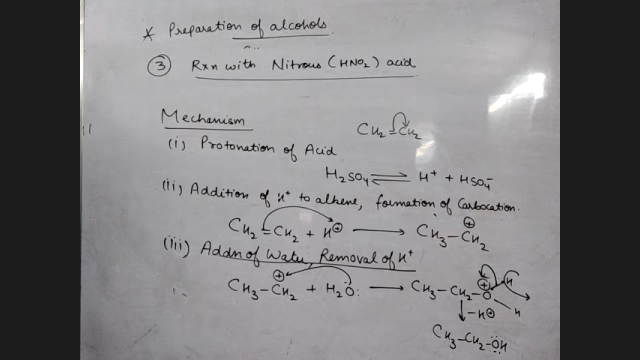 * Preparation of alcohols
③ Rxn with Nitrous (HNO₂) acid
Mechanism
CH₂=CH₂
(i) Protonation of Acid
H₂SO₄ ⇌ H⁺ + HSO₄⁻
(ii) Addition of H⁺ to alkene, formation of Carbocation.
CH₂=CH₂ + H⊕ → CH₃-CH₂⊕
(iii) Addn of Water, Removal of H⁺
CH₃-CH₂⊕ + H₂Ö: → CH₃-CH₂-O⊕ H
H
-H⊕
CH₃-CH₂-ÖH